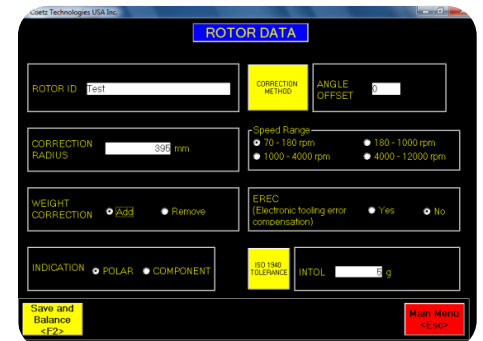 Coetz Technologies USA Inc.
ROTOR DATA
ROTOR ID Test
CORRECTION METHOD
ANGLE OFFSET 0
CORRECTION RADIUS 395 mm
Speed Range
70 - 180 rpm 180 - 1000 rpm
1000 - 4000 rpm 4000 - 12000 rpm
WEIGHT CORRECTION Add Remove
EREC
(Electronic tooling error compensation) Yes No
INDICATION POLAR COMPONENT
ISO 1940 TOLERANCE
INTOL 5 g
Save and
Balance
<F2>
Main Menu
<Esc>